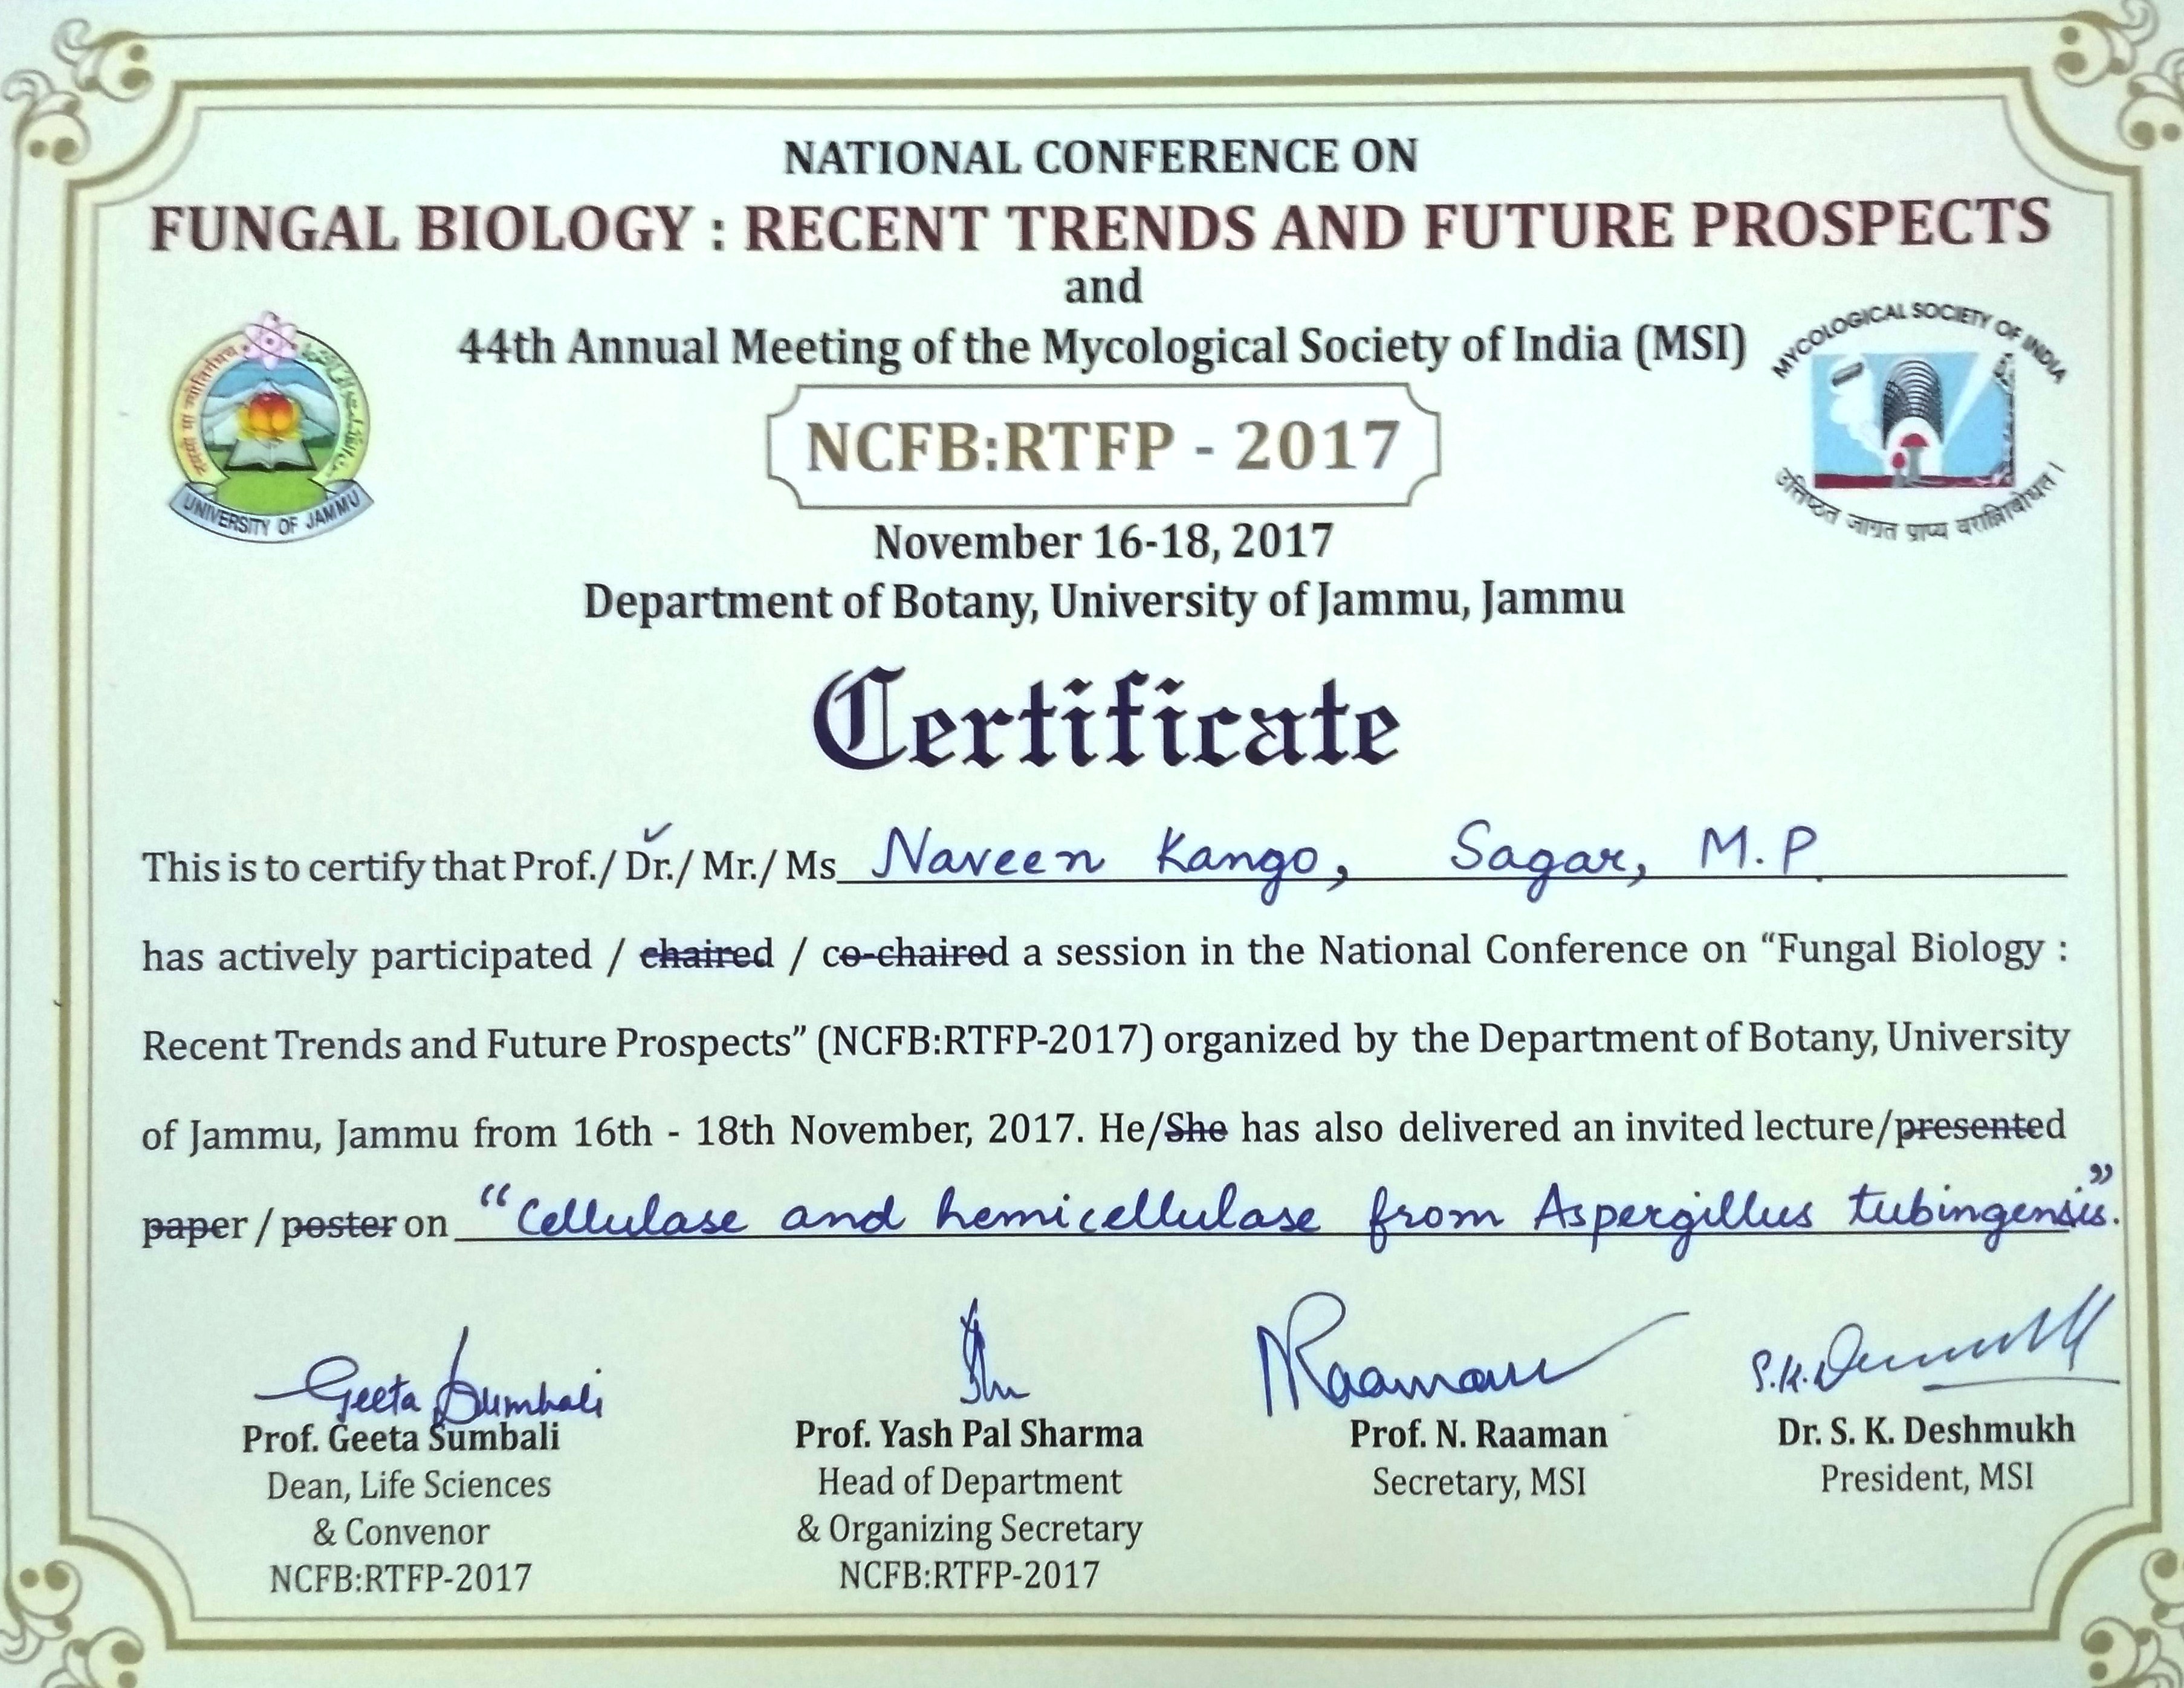 NATIONAL CONFERENCE ON
FUNGAL BIOLOGY : RECENT TRENDS AND FUTURE PROSPECTS
and
44th Annual Meeting of the Mycological Society of India (MSI)
UNIVERSITY OF JAMMU
MYCOLOGICAL SOCIETY OF INDIA
उत्तिष्ठत जाग्रत प्राप्य वरान्निबोधत।
NCFB:RTFP - 2017
November 16-18, 2017
Department of Botany, University of Jammu, Jammu
Certificate
This is to certify that Prof./ Dr./ Mr./ Ms Naveen Kango, Sagar, M.P.
has actively participated / chaired / co-chaired a session in the National Conference on “Fungal Biology :
Recent Trends and Future Prospects” (NCFB:RTFP-2017) organized by the Department of Botany, University
of Jammu, Jammu from 16th - 18th November, 2017. He/She has also delivered an invited lecture/presented
paper / poster on “Cellulase and hemicellulase from Aspergillus tubingensis.”
Geeta Sumbali
N Raaman
S.K. Deshmukh
Prof. Geeta Sumbali
Dean, Life Sciences
& Convenor
NCFB:RTFP-2017
Prof. Yash Pal Sharma
Head of Department
& Organizing Secretary
NCFB:RTFP-2017
Prof. N. Raaman
Secretary, MSI
Dr. S. K. Deshmukh
President, MSI